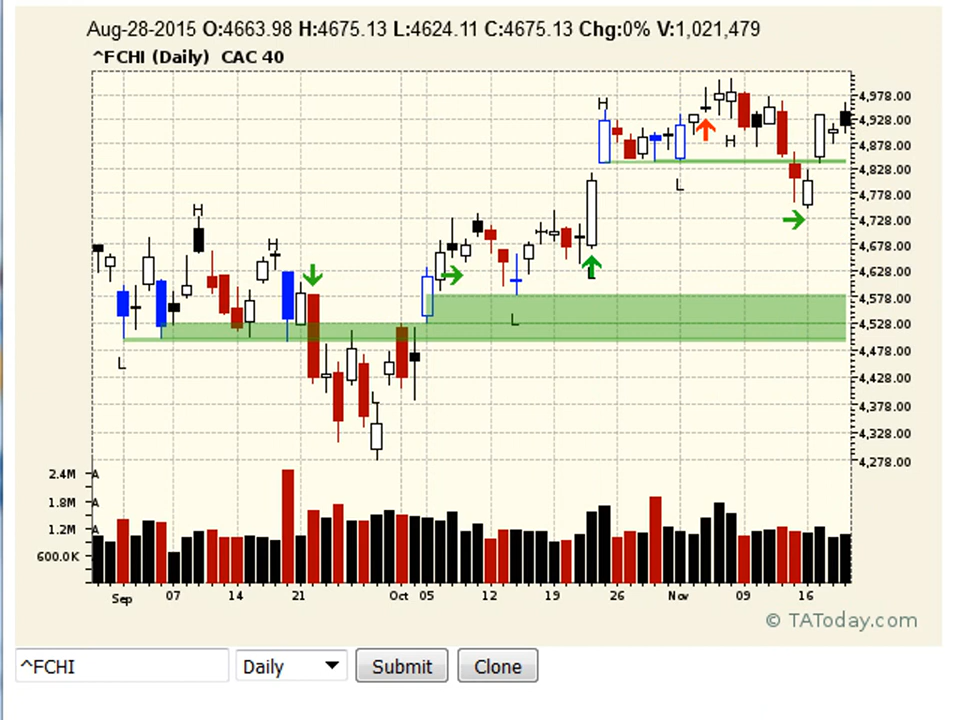 Aug-28-2015 O:4663.98 H:4675.13 L:4624.11 C:4675.13 Chg:0% V:1,021,479
^FCHI (Daily) CAC 40
H
4,978.00
4,928.00
H
4,878.00
4,828.00
L
4,778.00
H
4,728.00
H
4,678.00
4,628.00
L
4,578.00
L
4,528.00
4,478.00
L
4,428.00
L
4,378.00
4,328.00
4,278.00
2.4M A
1.8M A
1.2M A
600.0K
Sep 07 14 21 Oct 05 12 19 26 Nov 09 16
© TAToday.com
^FCHI Daily Submit Clone